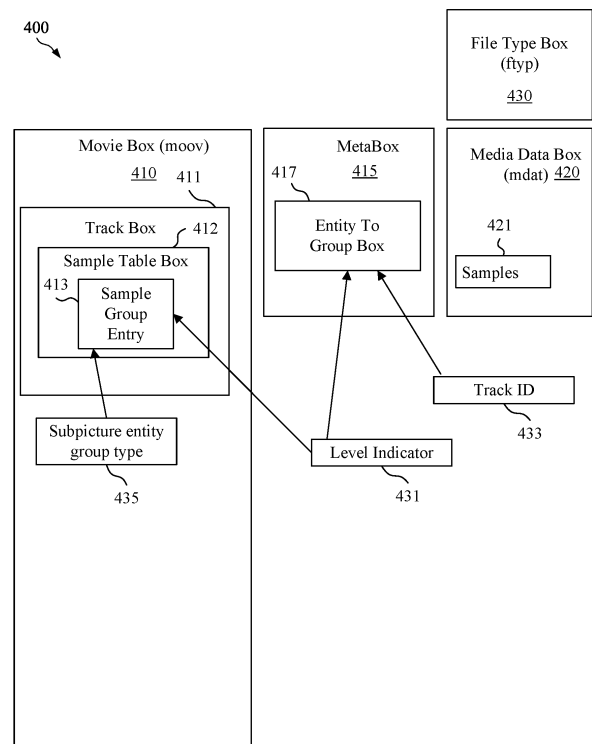 400
File Type Box
(ftyp)
430
Movie Box (moov)
410
411
Track Box
412
Sample Table Box
413
Sample
Group
Entry
Subpicture entity
group type
435
MetaBox
417
415
Entity To
Group Box
Media Data Box
(mdat) 420
421
Samples
Track ID
433
Level Indicator
431